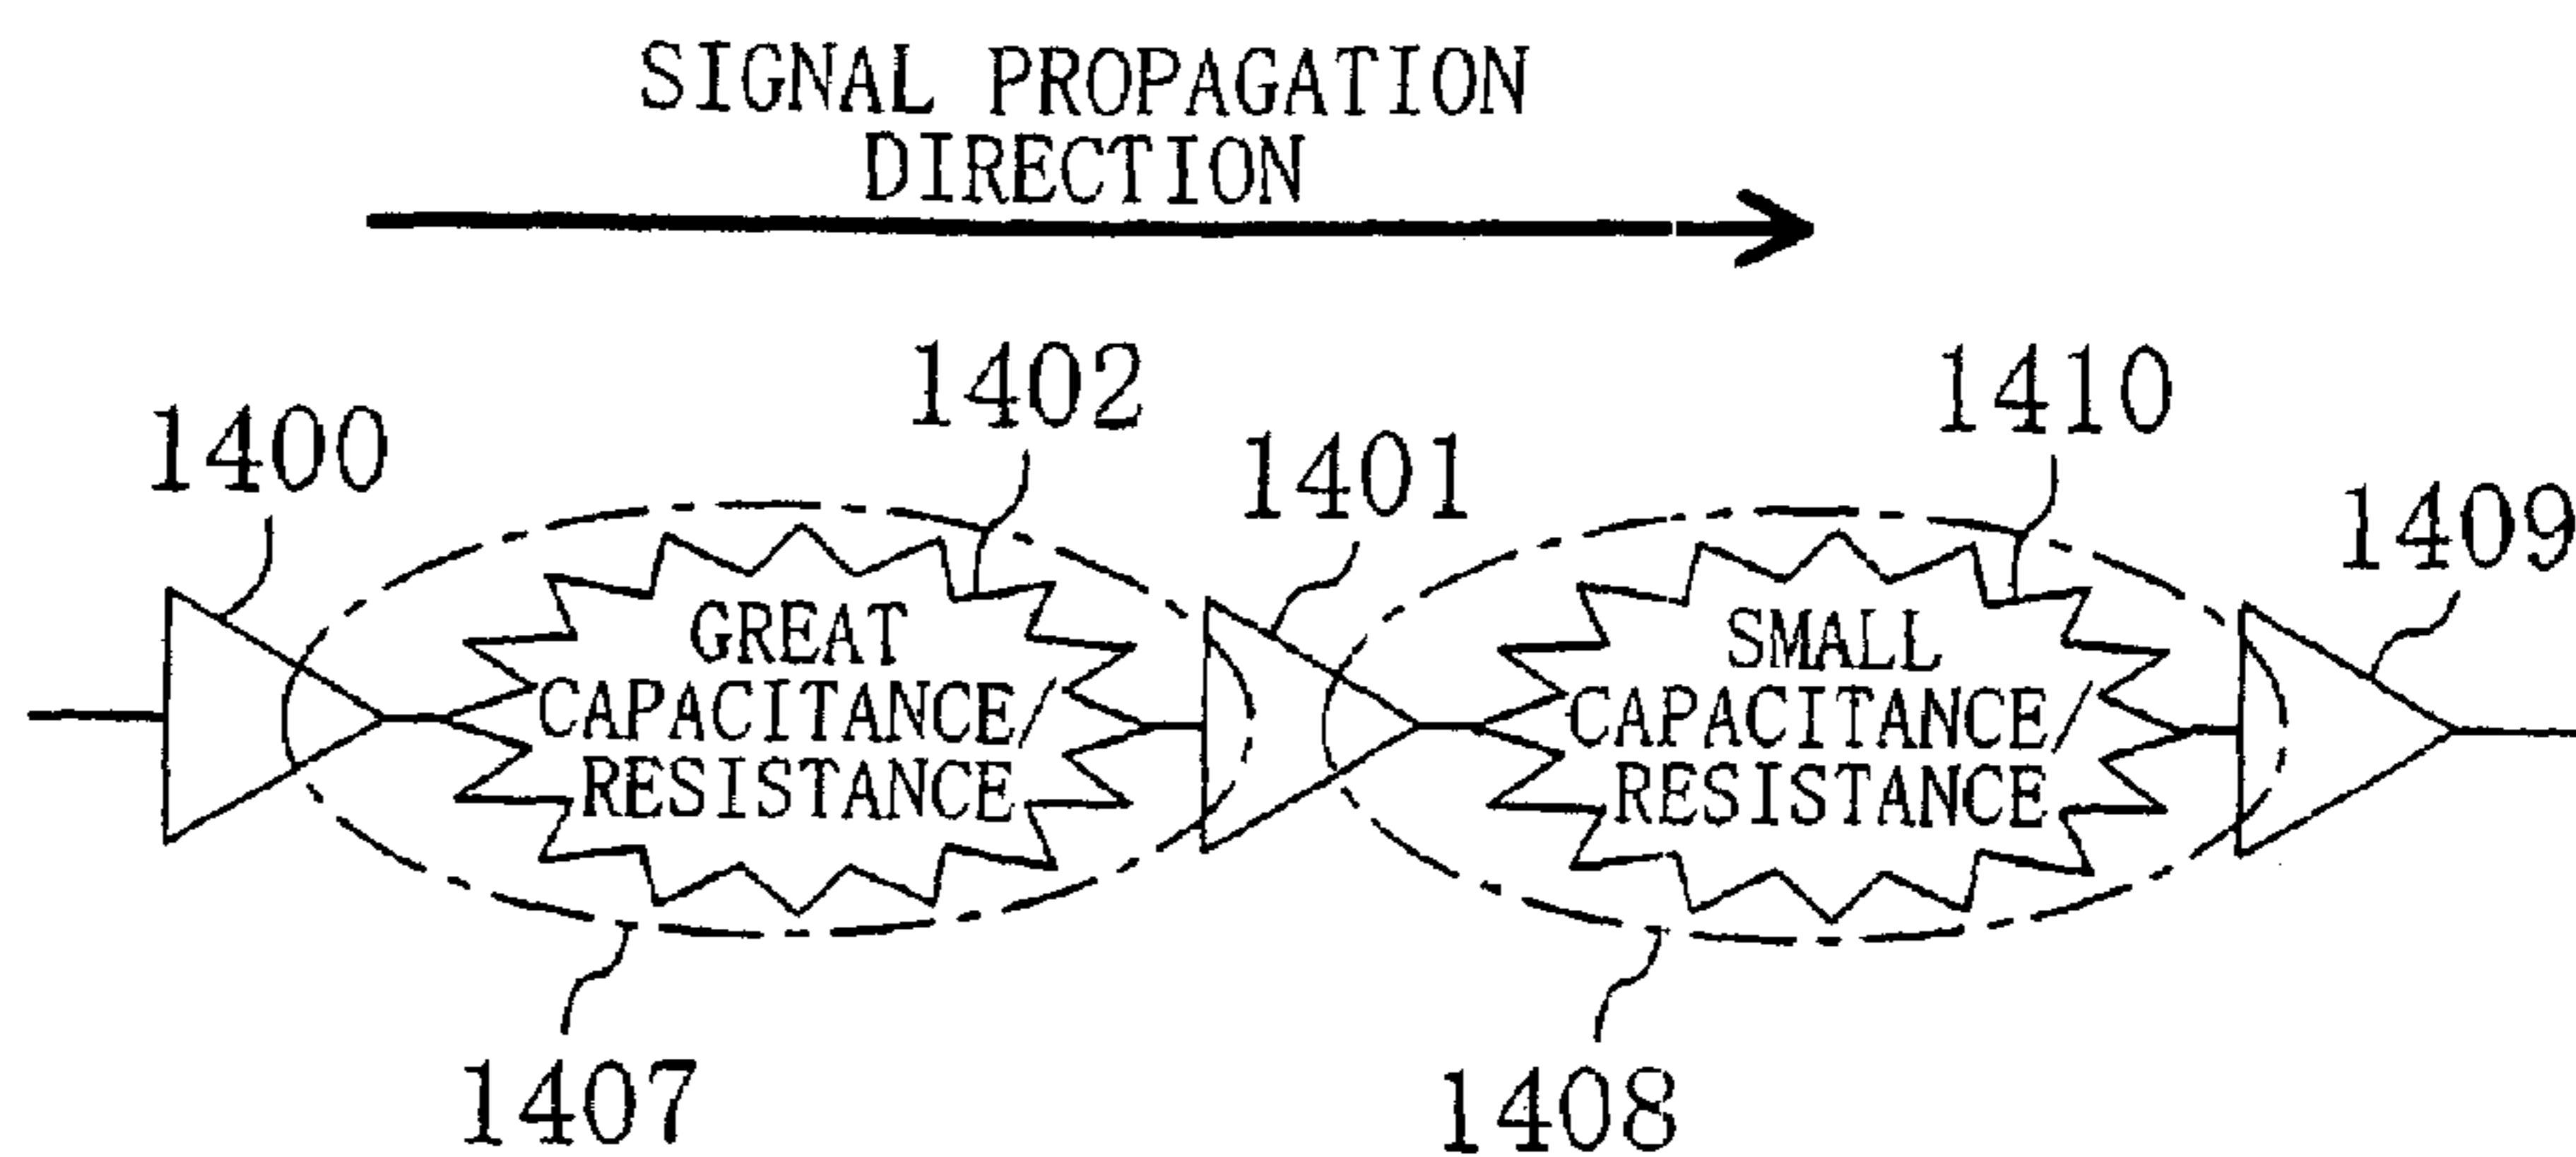 SIGNAL PROPAGATION
DIRECTION
1402
1410
1400
1401
1409
GREAT
CAPACITANCE/
RESISTANCE
SMALL
CAPACITANCE/
RESISTANCE
1407
1408